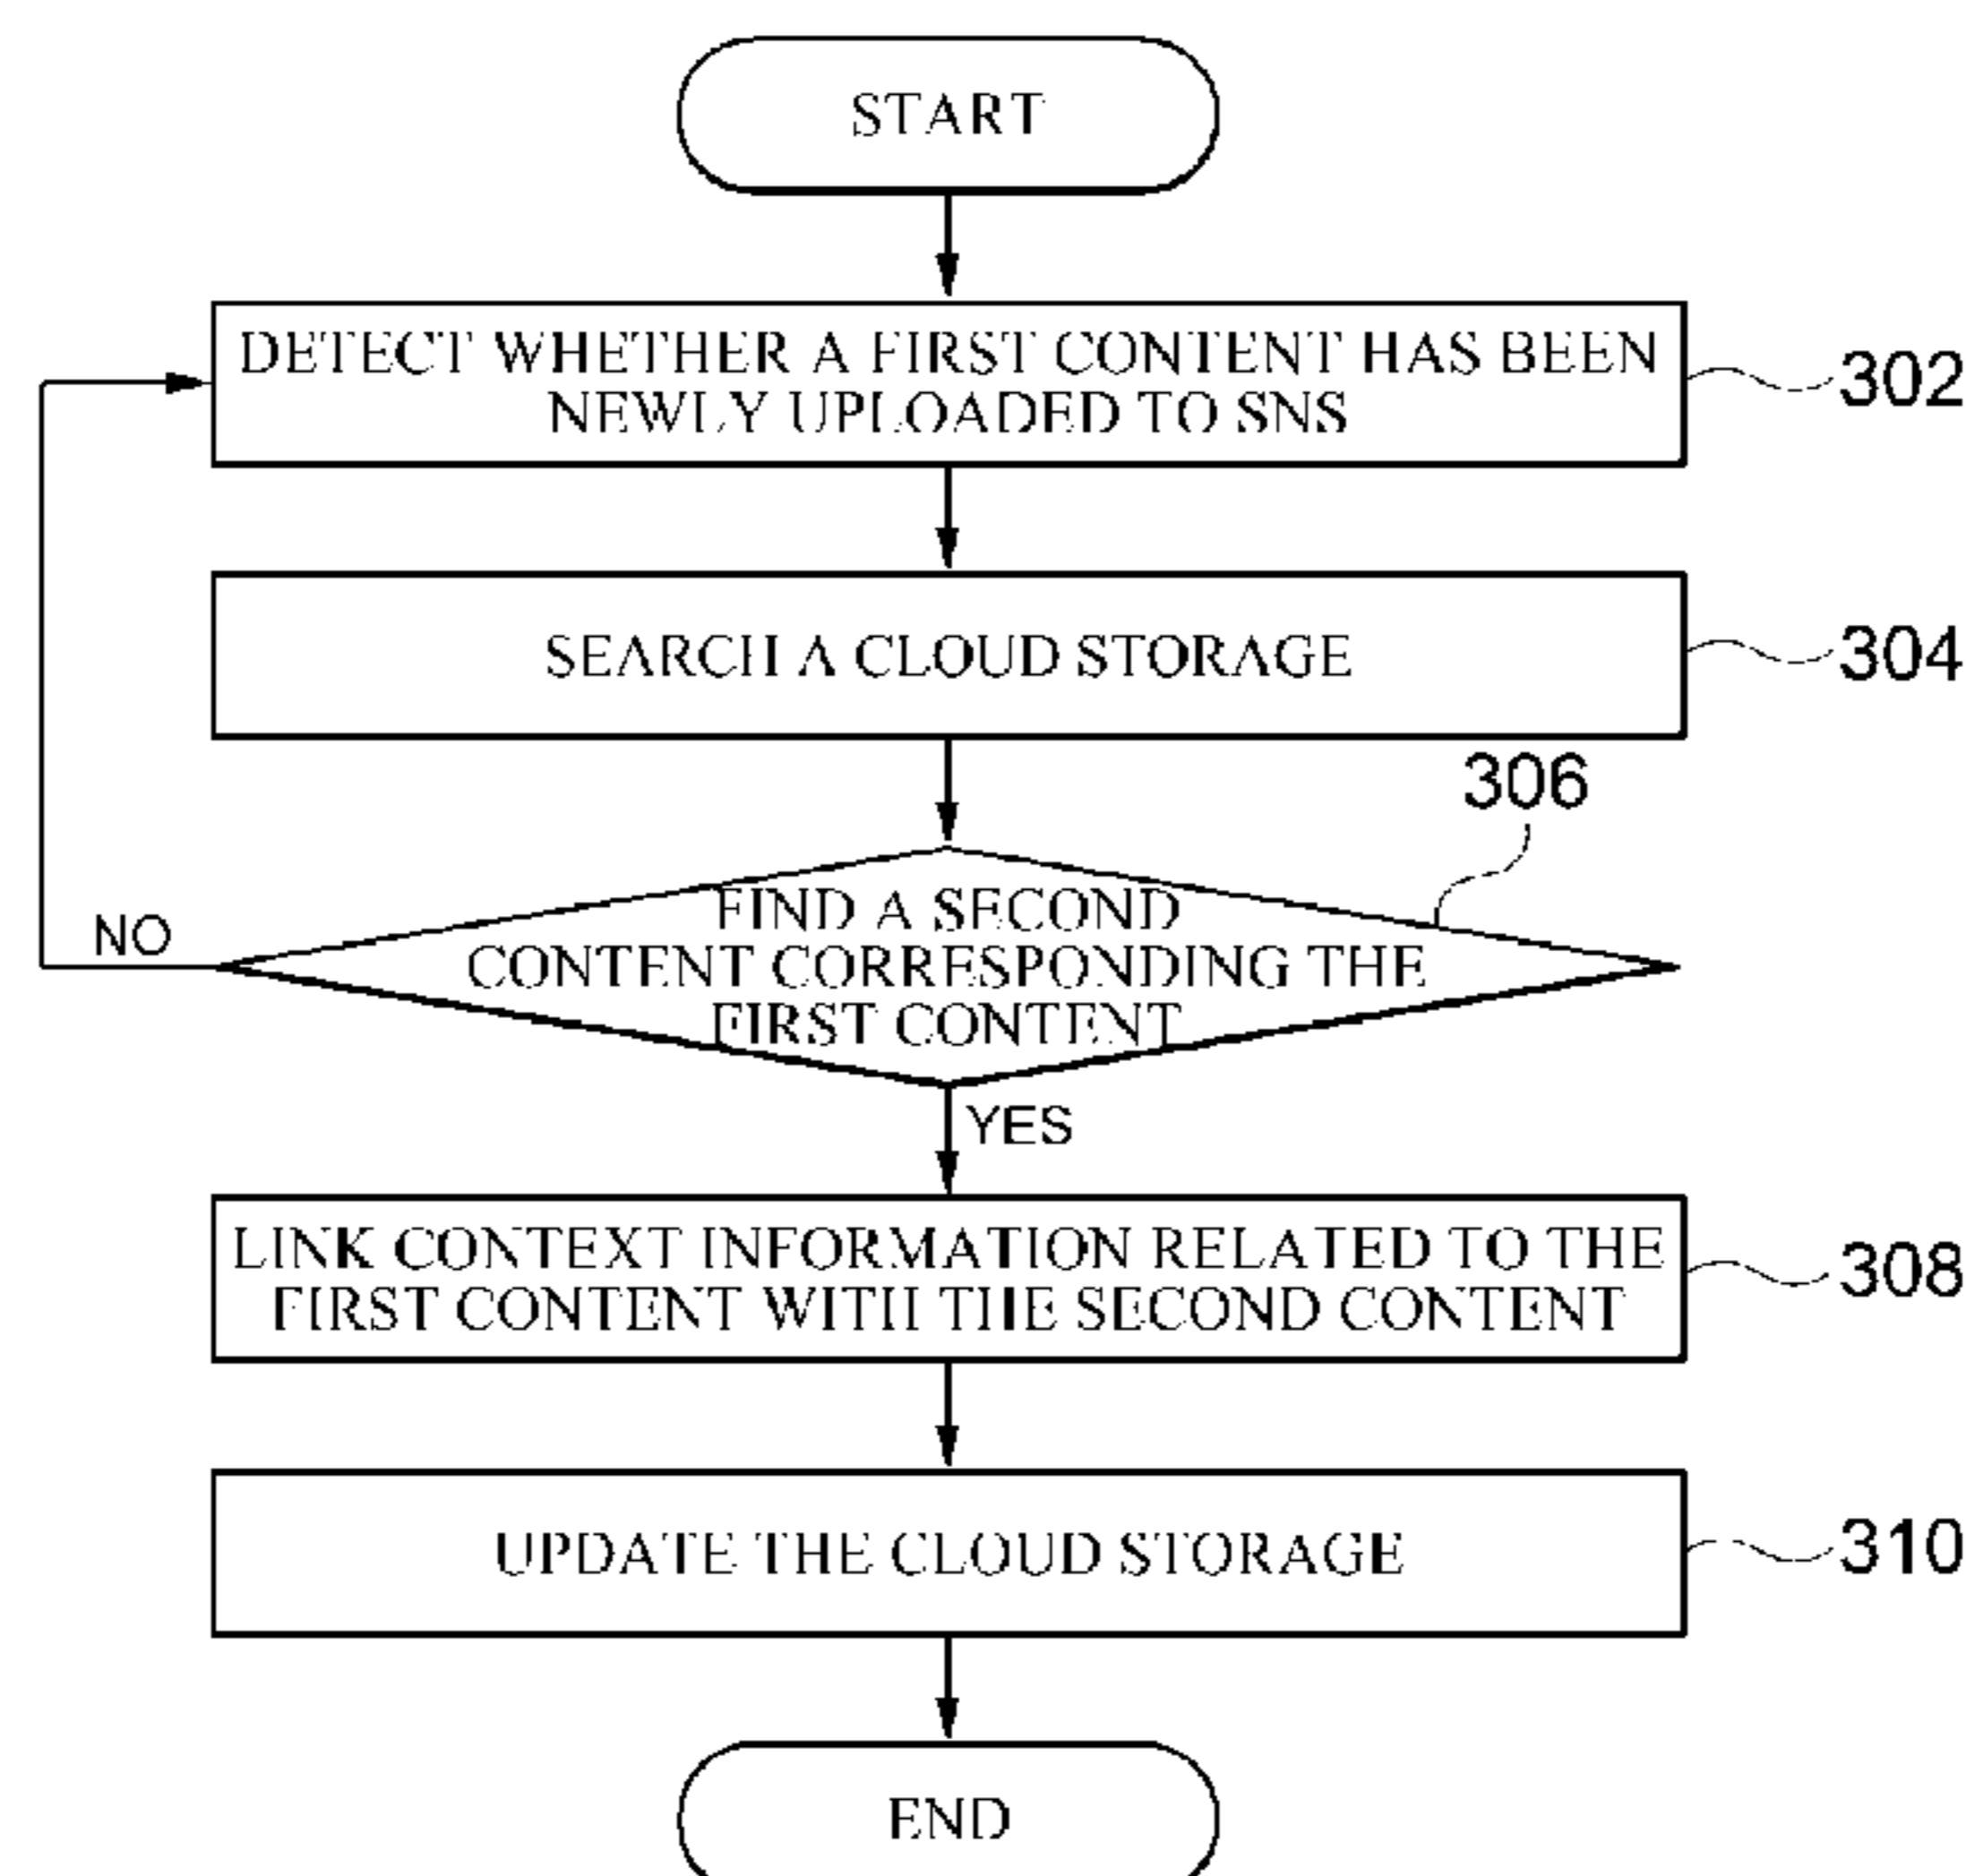 START
DETECT WHETHER A FIRST CONTENT HAS BEEN
NEWLY UPLOADED TO SNS
302
SEARCH A CLOUD STORAGE
304
306
FIND A SECOND
CONTENT CORRESPONDING THE
FIRST CONTENT
NO
YES
LINK CONTEXT INFORMATION RELATED TO THE
FIRST CONTENT WITH THE SECOND CONTENT
308
UPDATE THE CLOUD STORAGE
310
END